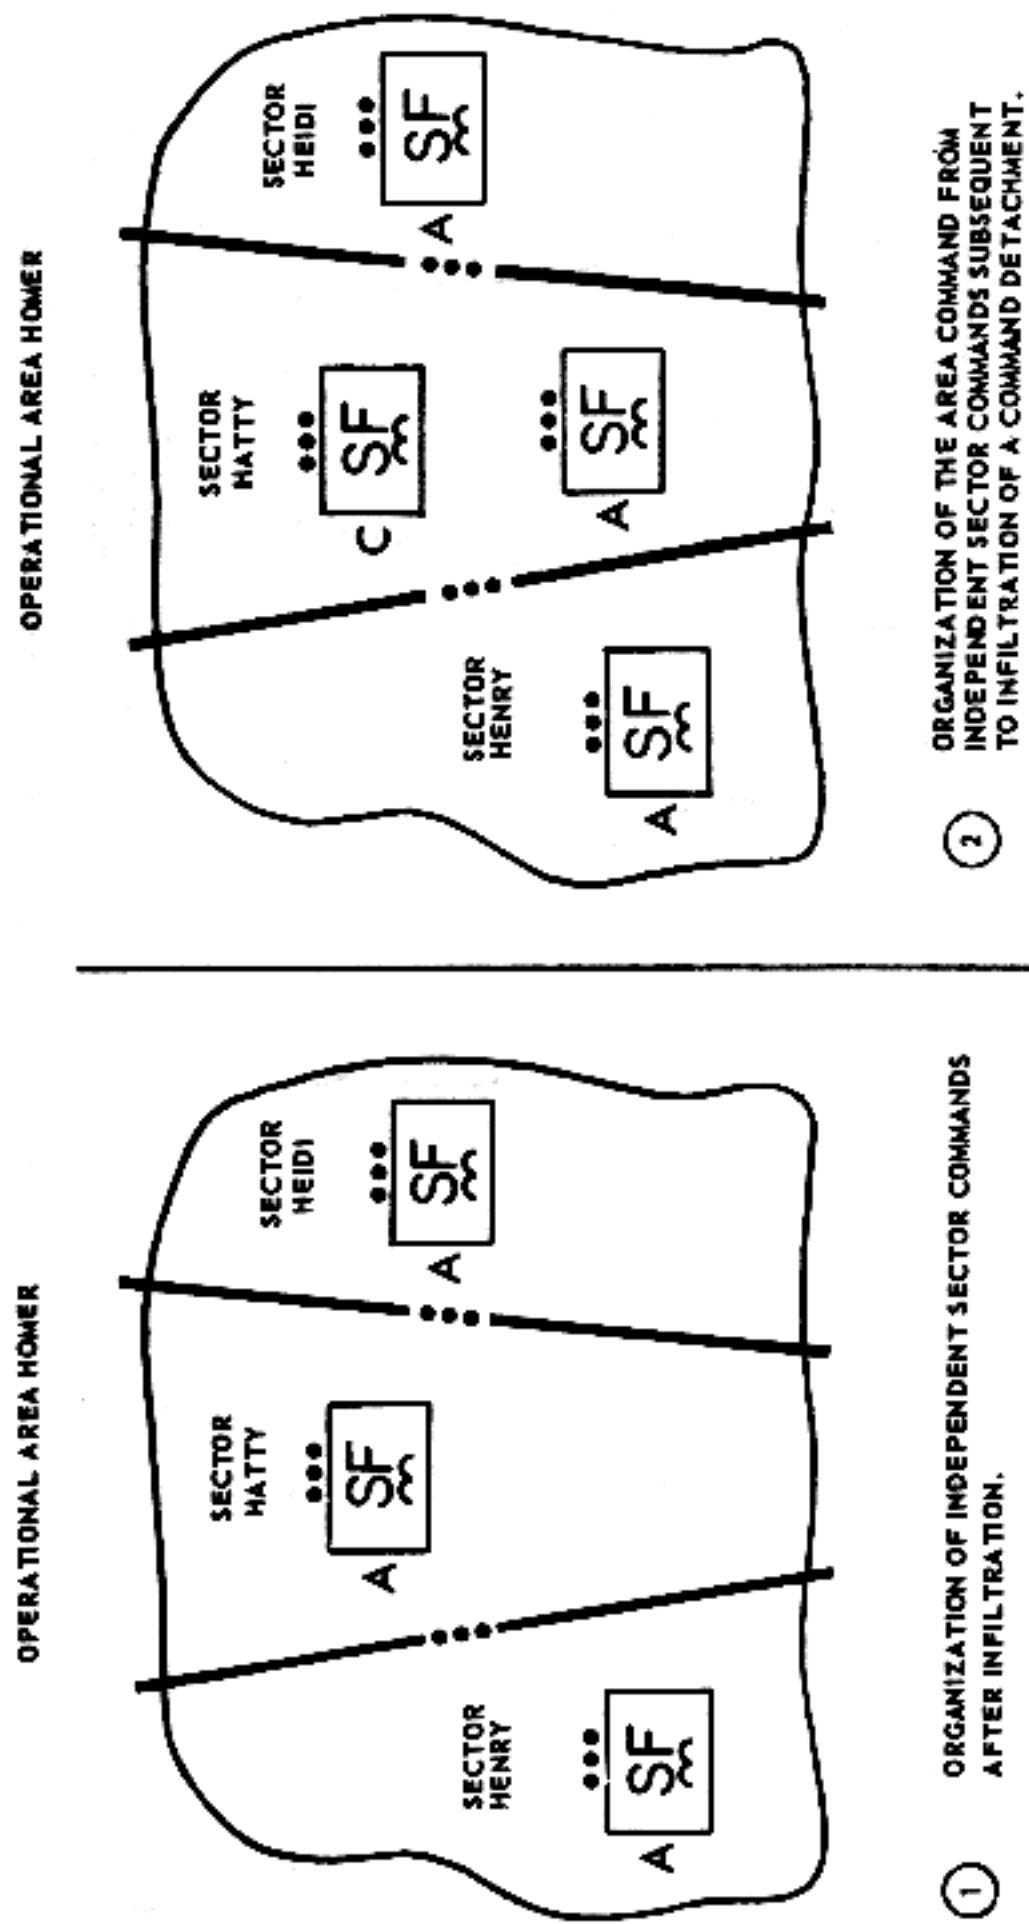 OPERATIONAL AREA HOMER
SECTOR
HENRY
SF
A
SECTOR
HATTY
SF
A
SECTOR
HEIDI
SF
A
1
ORGANIZATION OF INDEPENDENT SECTOR COMMANDS
AFTER INFILTRATION.
OPERATIONAL AREA HOMER
SECTOR
HENRY
SF
A
SECTOR
HATTY
SF
C
SF
A
SECTOR
HEIDI
SF
A
2
ORGANIZATION OF THE AREA COMMAND FROM
INDEPENDENT SECTOR COMMANDS SUBSEQUENT
TO INFILTRATION OF A COMMAND DETACHMENT.